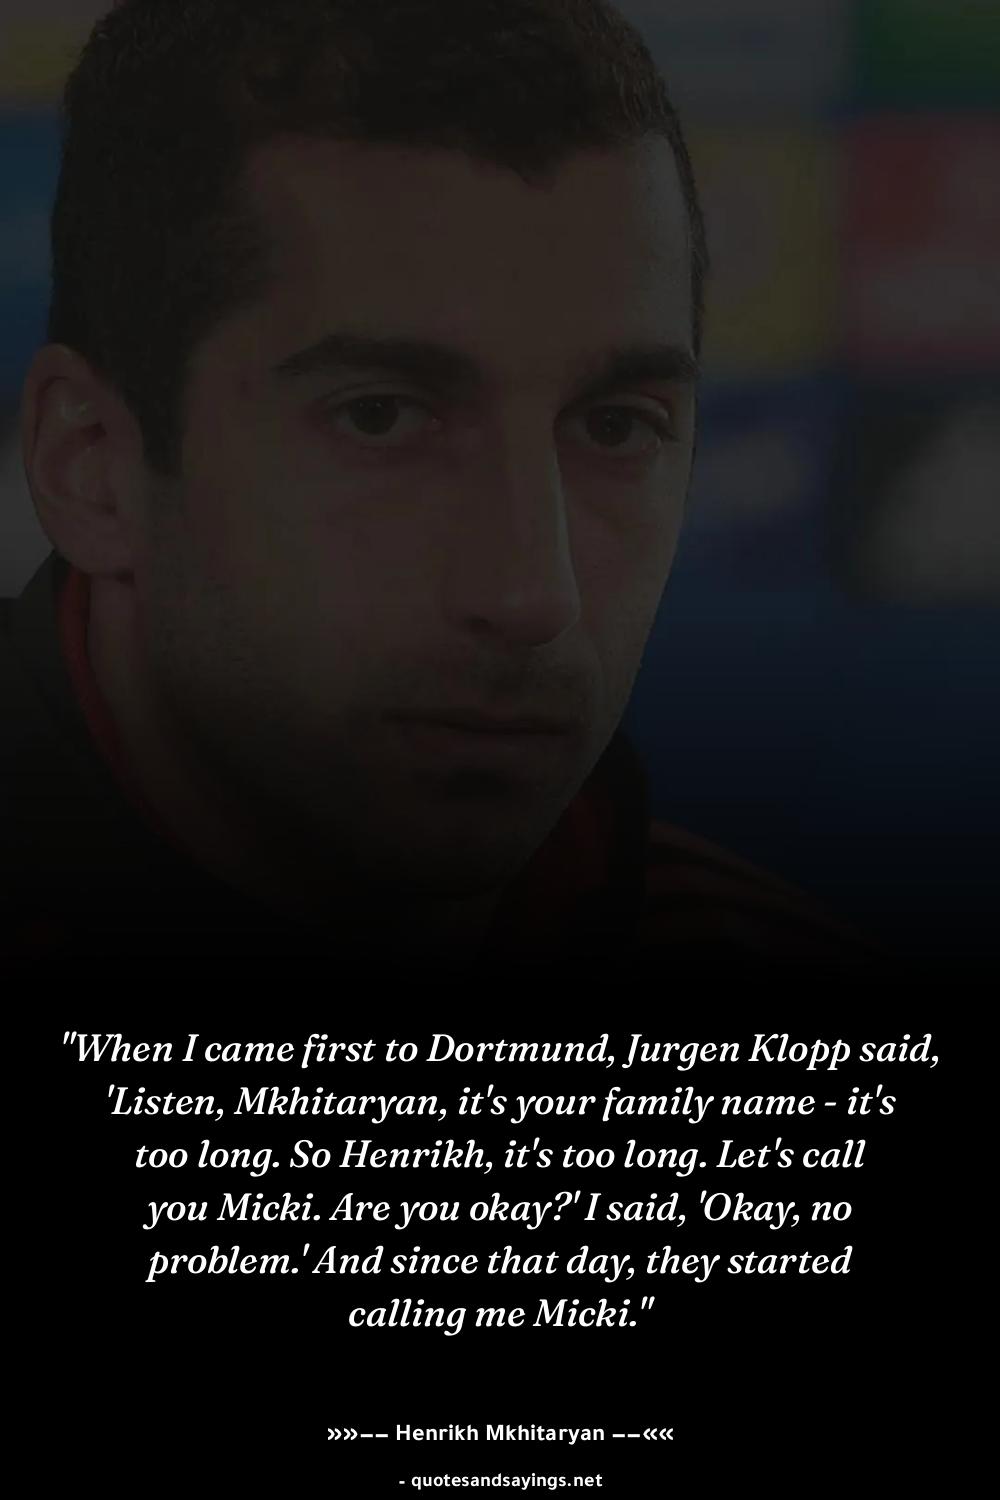 "When I came first to Dortmund, Jurgen Klopp said,
'Listen, Mkhitaryan, it's your family name - it's
too long. So Henrikh, it's too long. Let's call
you Micki. Are you okay?' I said, 'Okay, no
problem.' And since that day, they started
calling me Micki."
»»—— Henrikh Mkhitaryan ——««
- quotesandsayings.net